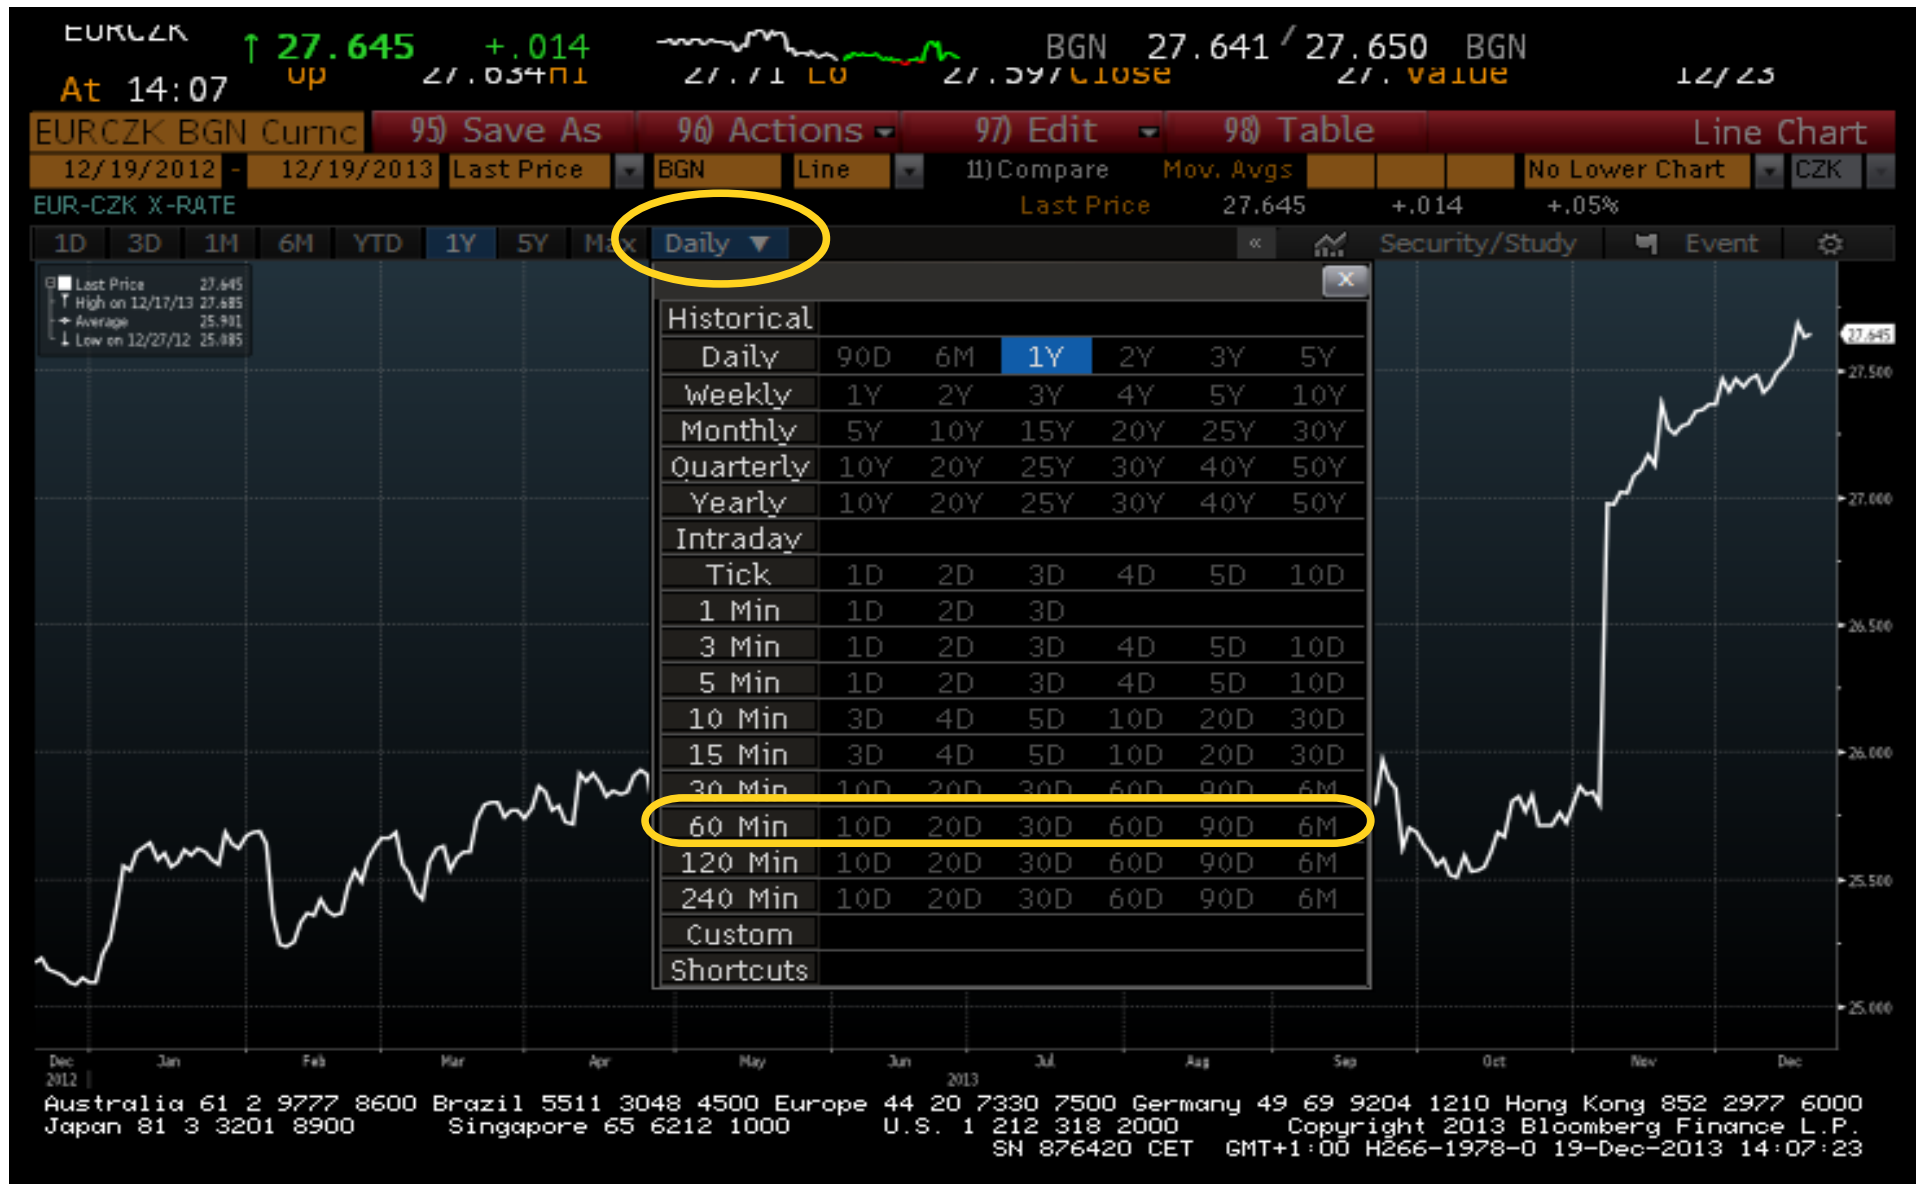 EURCZK ↑ 27.645 +.014 BGN 27.641 / 27.650 BGN
At 14:07 Op 27.634 Hi 27.71 Lo 27.597 Close 27. Value 12/23
EURCZK BGN Curnc 95) Save As 96) Actions 97) Edit 98) Table Line Chart
12/19/2012 - 12/19/2013 Last Price BGN Line 11) Compare Mov. Avgs No Lower Chart CZK
EUR-CZK X-RATE Last Price 27.645 +.014 +.05%
1D 3D 1M 6M YTD 1Y 5Y Max Daily ▼ « Security/Study Event
x
Last Price 27.645
High on 12/17/13 27.685
Average 25.901
Low on 12/27/12 25.085
Historical
Daily 90D 6M 1Y 2Y 3Y 5Y
Weekly 1Y 2Y 3Y 4Y 5Y 10Y
Monthly 5Y 10Y 15Y 20Y 25Y 30Y
Quarterly 10Y 20Y 25Y 30Y 40Y 50Y
Yearly 10Y 20Y 25Y 30Y 40Y 50Y
Intraday
Tick 1D 2D 3D 4D 5D 10D
1 Min 1D 2D 3D
3 Min 1D 2D 3D 4D 5D 10D
5 Min 1D 2D 3D 4D 5D 10D
10 Min 3D 4D 5D 10D 20D 30D
15 Min 3D 4D 5D 10D 20D 30D
30 Min 10D 20D 30D 60D 90D 6M
60 Min 10D 20D 30D 60D 90D 6M
120 Min 10D 20D 30D 60D 90D 6M
240 Min 10D 20D 30D 60D 90D 6M
Custom
Shortcuts
27.645
27.500
27.000
26.500
26.000
25.500
25.000
Dec Jan Feb Mar Apr May Jun Jul Aug Sep Oct Nov Dec
2012 2013
Australia 61 2 9777 8600 Brazil 5511 3048 4500 Europe 44 20 7330 7500 Germany 49 69 9204 1210 Hong Kong 852 2977 6000
Japan 81 3 3201 8900 Singapore 65 6212 1000 U.S. 1 212 318 2000 Copyright 2013 Bloomberg Finance L.P.
SN 876420 CET GMT+1:00 H266-1978-0 19-Dec-2013 14:07:23